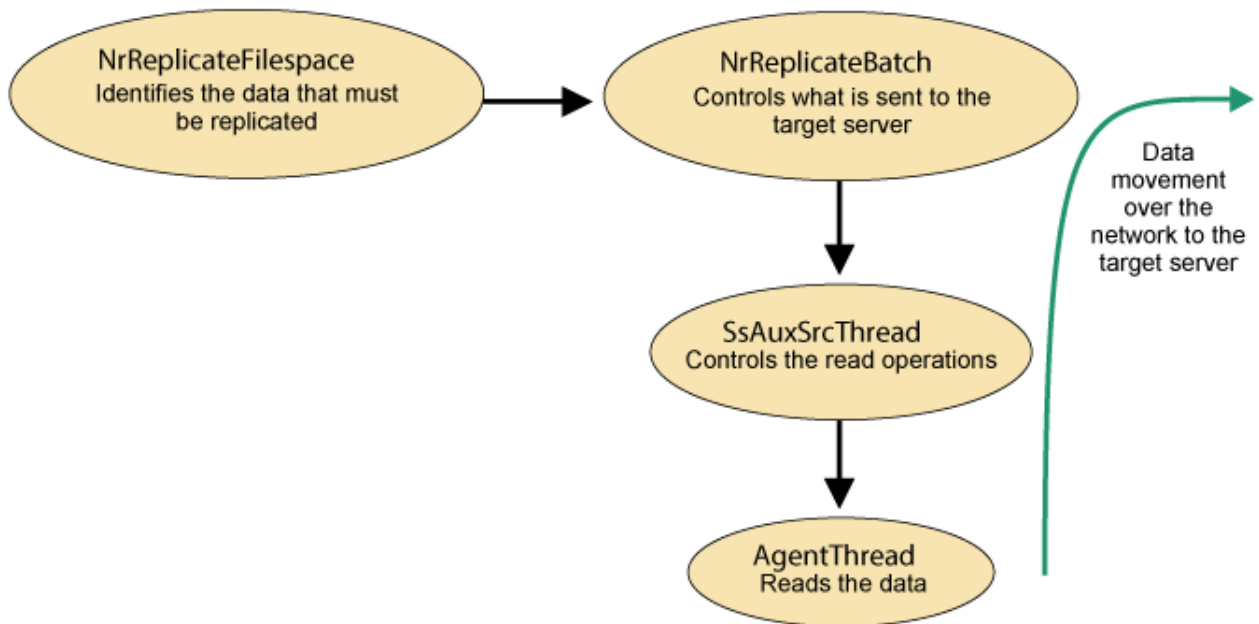 NrReplicateFilespace
Identifies the data that must
be replicated
NrReplicateBatch
Controls what is sent to the
target server
Data
movement
over the
network to the
target server
SsAuxSrcThread
Controls the read operations
AgentThread
Reads the data